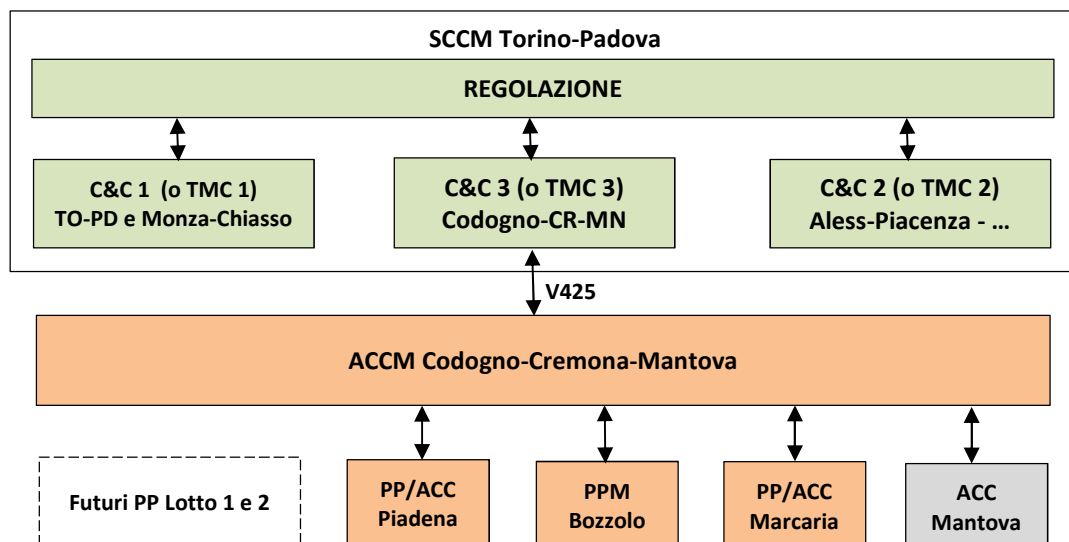 SCCM Torino-Padova
REGOLAZIONE
C&C 1 (o TMC 1)
TO-PD e Monza-Chiasso
C&C 3 (o TMC 3)
Codogno-CR-MN
C&C 2 (o TMC 2)
Aless-Piacenza - ...
V425
ACCM Codogno-Cremona-Mantova
Futuri PP Lotto 1 e 2
PP/ACC
Piadena
PPM
Bozzolo
PP/ACC
Marcaria
ACC
Mantova